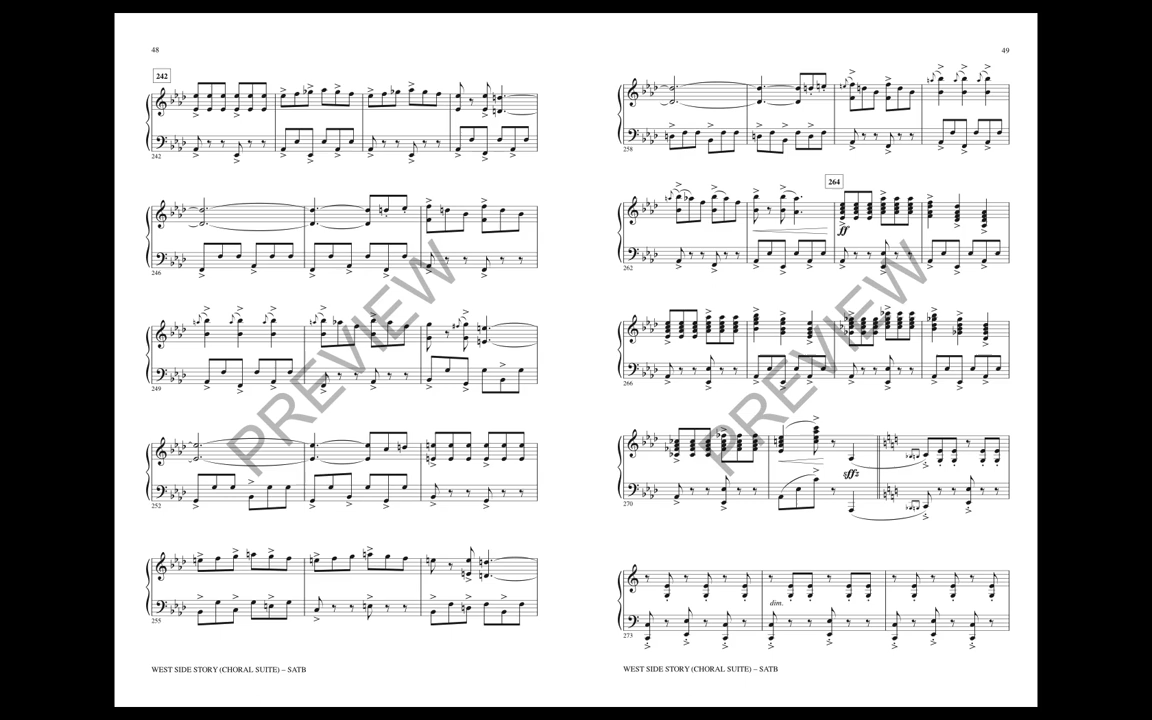 48
242
242
246
249
252
255
PREVIEW
WEST SIDE STORY (CHORAL SUITE) – SATB
49
258
264
ff
262
266
sffz
270
dim.
273
PREVIEW
WEST SIDE STORY (CHORAL SUITE) – SATB